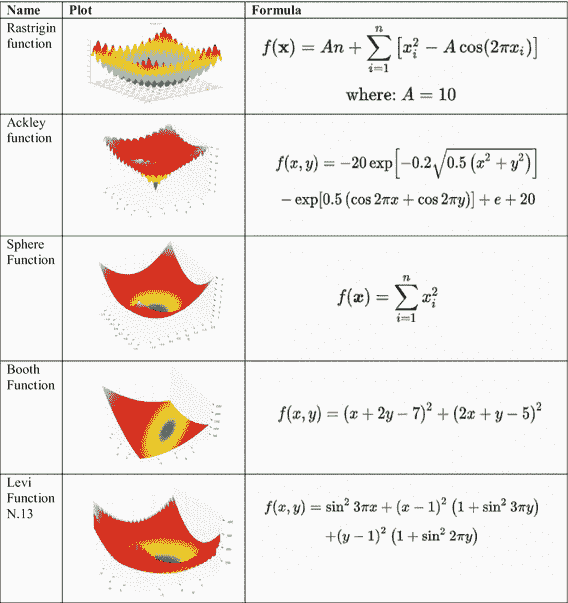 Name Plot Formula
Rastrigin
function
f(𝐱) = An + \sum_{i=1}^{n} [x_i^2 − A cos(2πx_i)]
where: A = 10
Ackley
function
f(x, y) = −20 exp[−0.2\sqrt{0.5 (x^2 + y^2)}]
− exp[0.5 (cos 2πx + cos 2πy)] + e + 20
Sphere
Function
f(𝒙) = \sum_{i=1}^{n} x_i^2
Booth
Function
f(x, y) = (x + 2y − 7)^2 + (2x + y − 5)^2
Levi
Function
N.13
f(x, y) = sin^2 3πx + (x − 1)^2 (1 + sin^2 3πy)
+(y − 1)^2 (1 + sin^2 2πy)